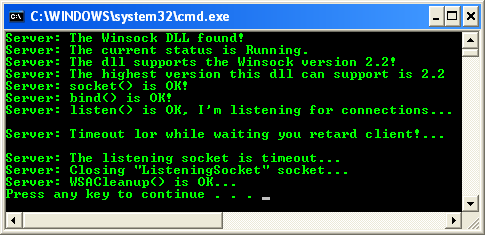 C:\WINDOWS\system32\cmd.exe
Server: The Winsock DLL found!
Server: The current status is Running.
Server: The dll supports the Winsock version 2.2!
Server: The highest version this dll can support is 2.2
Server: socket() is OK!
Server: bind() is OK!
Server: listen() is OK, I'm listening for connections...
Server: Timeout lor while waiting you retard client!...
Server: The listening socket is timeout...
Server: Closing "ListeningSocket" socket...
Server: WSACleanup() is OK...
Press any key to continue . . . _